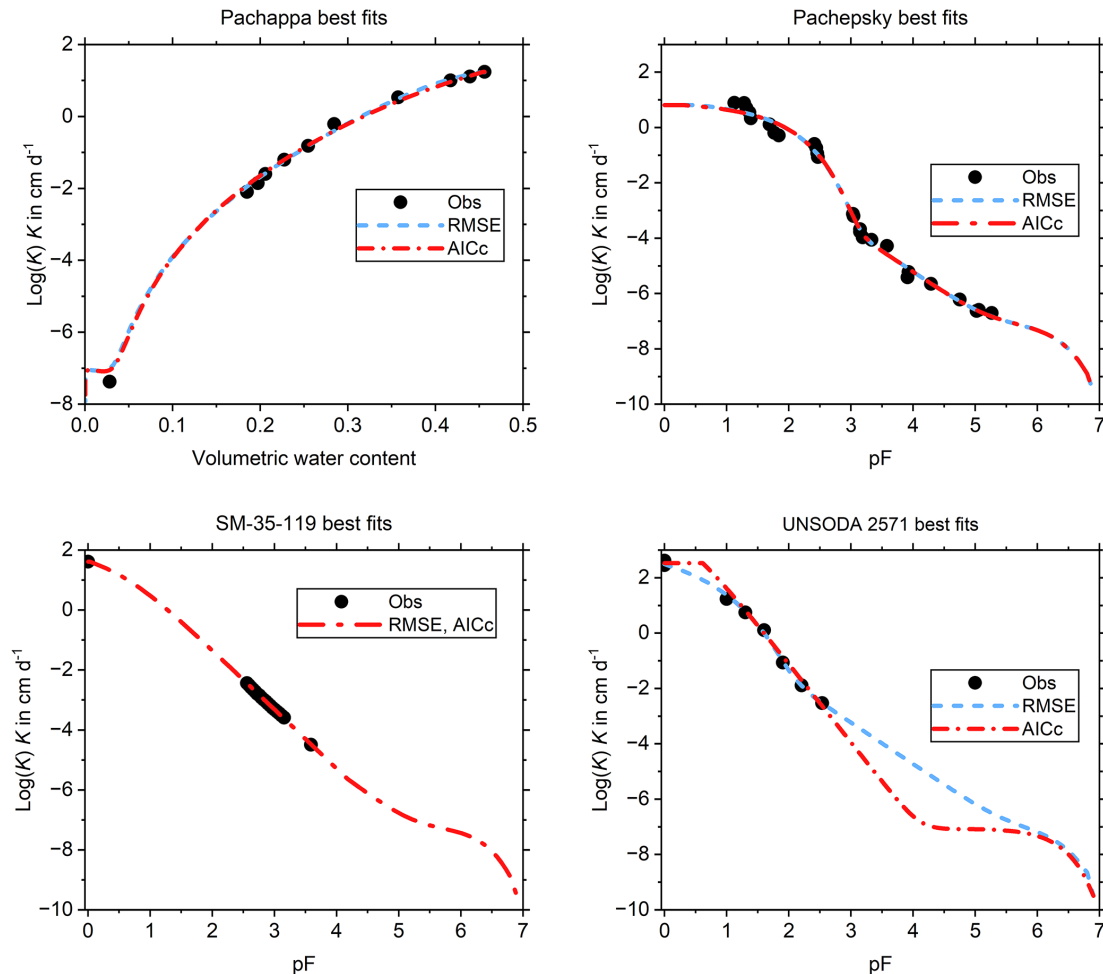 Pachappa best fits
2
0
−2
−4
−6
−8
0.0 0.1 0.2 0.3 0.4 0.5
Log(K) K in cm d⁻¹
Volumetric water content
Obs
RMSE
AICc
Pachepsky best fits
2
0
−2
−4
−6
−8
−10
0 1 2 3 4 5 6 7
Log(K) K in cm d⁻¹
pF
Obs
RMSE
AICc
SM-35-119 best fits
2
0
−2
−4
−6
−8
−10
0 1 2 3 4 5 6 7
Log(K) K in cm d⁻¹
pF
Obs
RMSE, AICc
UNSODA 2571 best fits
2
0
−2
−4
−6
−8
−10
0 1 2 3 4 5 6 7
Log(K) K in cm d⁻¹
pF
Obs
RMSE
AICc